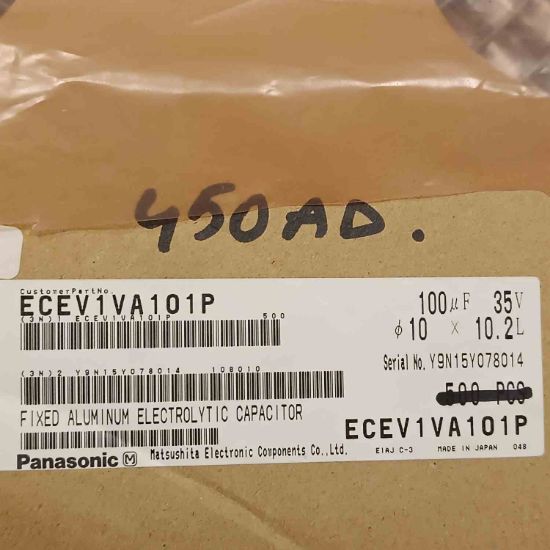 450AD.
CustomerPartNo.
ECEV1VA101P
(3N)1 ECEV1VA101P 500
100μF 35V
φ10 × 10.2L
Serial No. Y9N15Y078014
(3N)2 Y9N15Y078014 108010
500 PCS
FIXED ALUMINUM ELECTROLYTIC CAPACITOR
ECEV1VA101P
Panasonic M Matsushita Electronic Components Co.,Ltd.
EIAJ C-3 MADE IN JAPAN 048